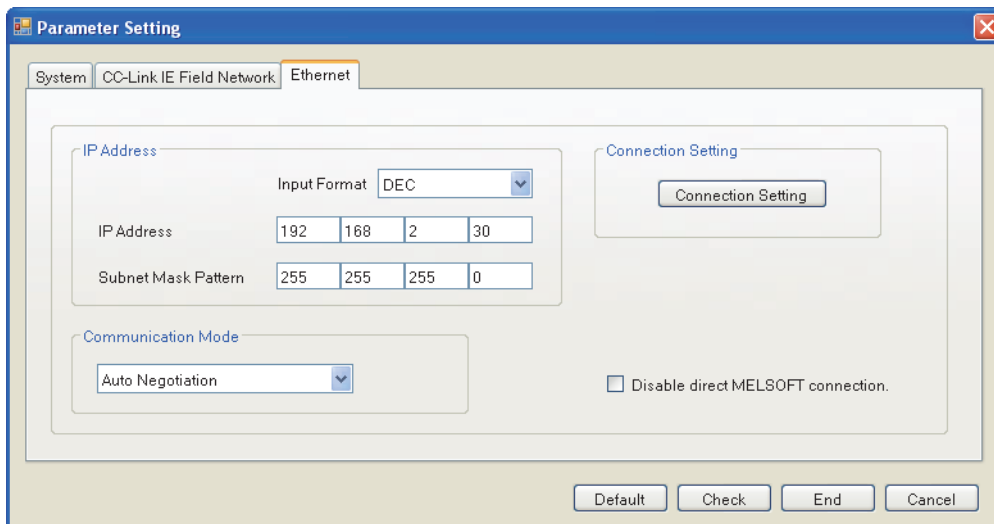 Parameter Setting
System CC-Link IE Field Network Ethernet
IP Address
Input Format DEC
IP Address 192 168 2 30
Subnet Mask Pattern 255 255 255 0
Connection Setting
Connection Setting
Communication Mode
Auto Negotiation
Disable direct MELSOFT connection.
Default Check End Cancel